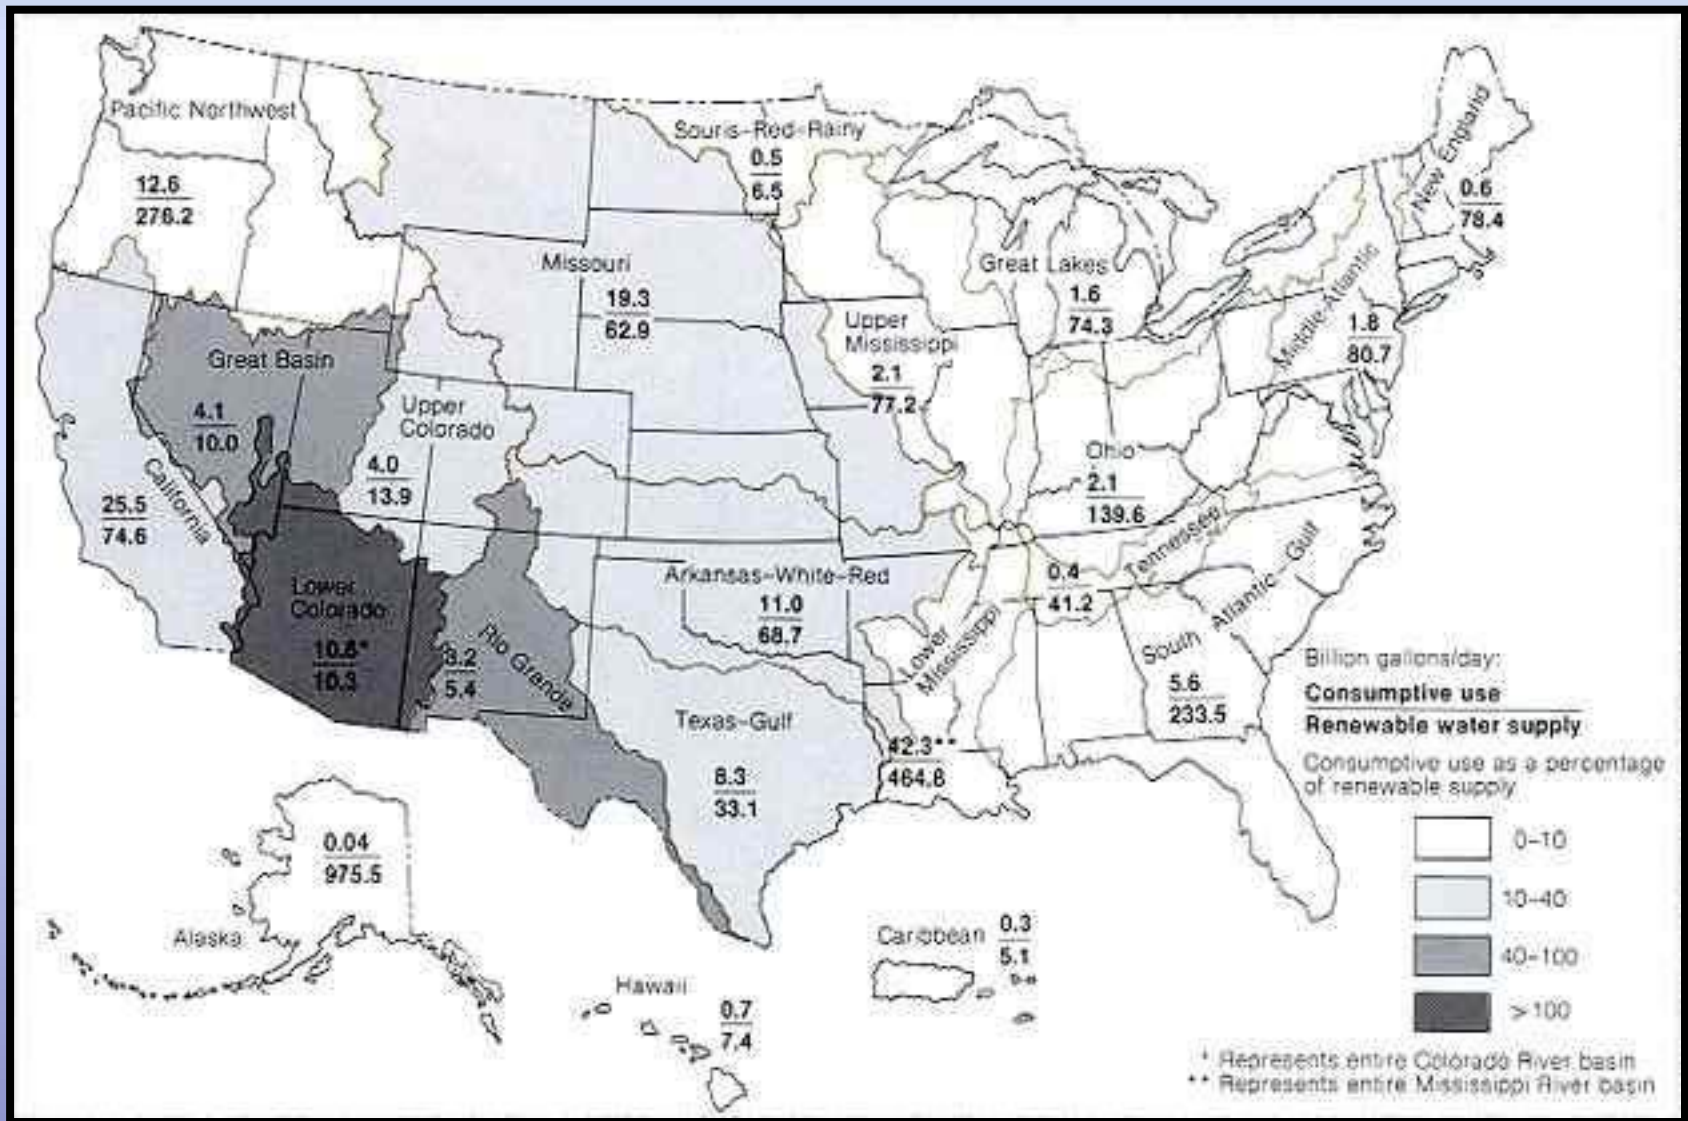 Pacific Northwest
12.6
276.2
Souris-Red-Rainy
0.5
6.5
New England
0.6
78.4
Missouri
19.3
62.9
Great Lakes
1.6
74.3
Upper
Mississippi
2.1
77.2
Middle-Atlantic
1.8
80.7
Great Basin
4.1
10.0
Upper
Colorado
4.0
13.9
California
25.5
74.6
Ohio
2.1
139.6
Tennessee
0.4
41.2
Lower
Colorado
10.6*
10.3
Rio Grande
5.4
Arkansas-White-Red
11.0
68.7
Lower
Mississippi
42.3**
464.8
South Atlantic-Gulf
5.6
233.5
Texas-Gulf
8.3
33.1
Alaska
0.04
975.5
Hawaii
0.7
7.4
Caribbean
0.3
5.1
Billion gallons/day:
Consumptive use
Renewable water supply
Consumptive use as a percentage
of renewable supply
0-10
10-40
40-100
>100
* Represents entire Colorado River basin
** Represents entire Mississippi River basin